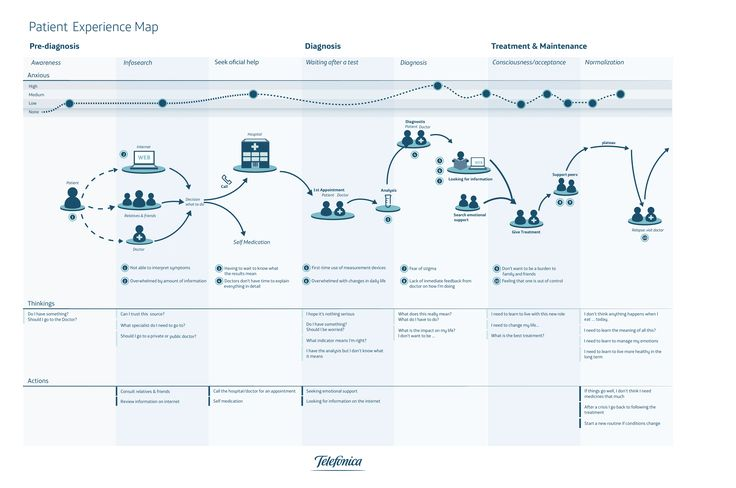 Patient Experience Map
Pre-diagnosis
Diagnosis
Treatment & Maintenance
Awareness
Infosearch
Seek oficial help
Waiting after a test
Diagnosis
Consciousness/acceptance
Normalization
Anxious
High
Medium
Low
None
Internet
WEB
Patient
Relatives & friends
Doctor
Decision
what to do
Call
Hospital
Self Medication
1st Appointment
Patient Doctor
Analysis
Diagnostic
Patient Doctor
WEB
Looking for information
Search emotional
support
Give Treatment
Support peers
plateau
Relapse visit doctor
1 Not able to interpret symptoms
2 Overwhelmed by amount of information
3 Having to wait to know what
the results mean
4 Doctors don't have time to explain
everything in detail
5 First-time use of measurement devices
6 Overwhelmed with changes in daily life
7 Fear of stigma
8 Lack of inmediate feedback from
doctor on how I'm doing
9 Don't want to be a burden to
family and friends
10 Feeling that one is out of control
Thinkings
Do I have something?
Should I go to the Doctor?
Can I trust this source?
What specialist do I need to go to?
Should I go to a private or public doctor?
I hope it's nothing serious
Do I have something?
Should I be worried?
What indicator means I'm right?
I have the analysis but I don't know what
it means
What does this really mean?
What do I have to do?
What is the impact on my life?
I don't want to be ...
I need to learn to live with this new role
I need to change my life...
What is the best treatment?
I don't think anything happens when I
eat ... today.
I need to learn the meaning of all this?
I need to learn to manage my emotions
I need to learn to live more healthy in the
long term
Actions
Consult relatives & friends
Review information on internet
Call the hospital/doctor for an appointment
Self medication
Seeking emotional support
Looking for information on the internet
If things go well, I don't think I need
medicines that much
After a crisis I go back to following the
treatment
Start a new routine if conditions change
Telefónica